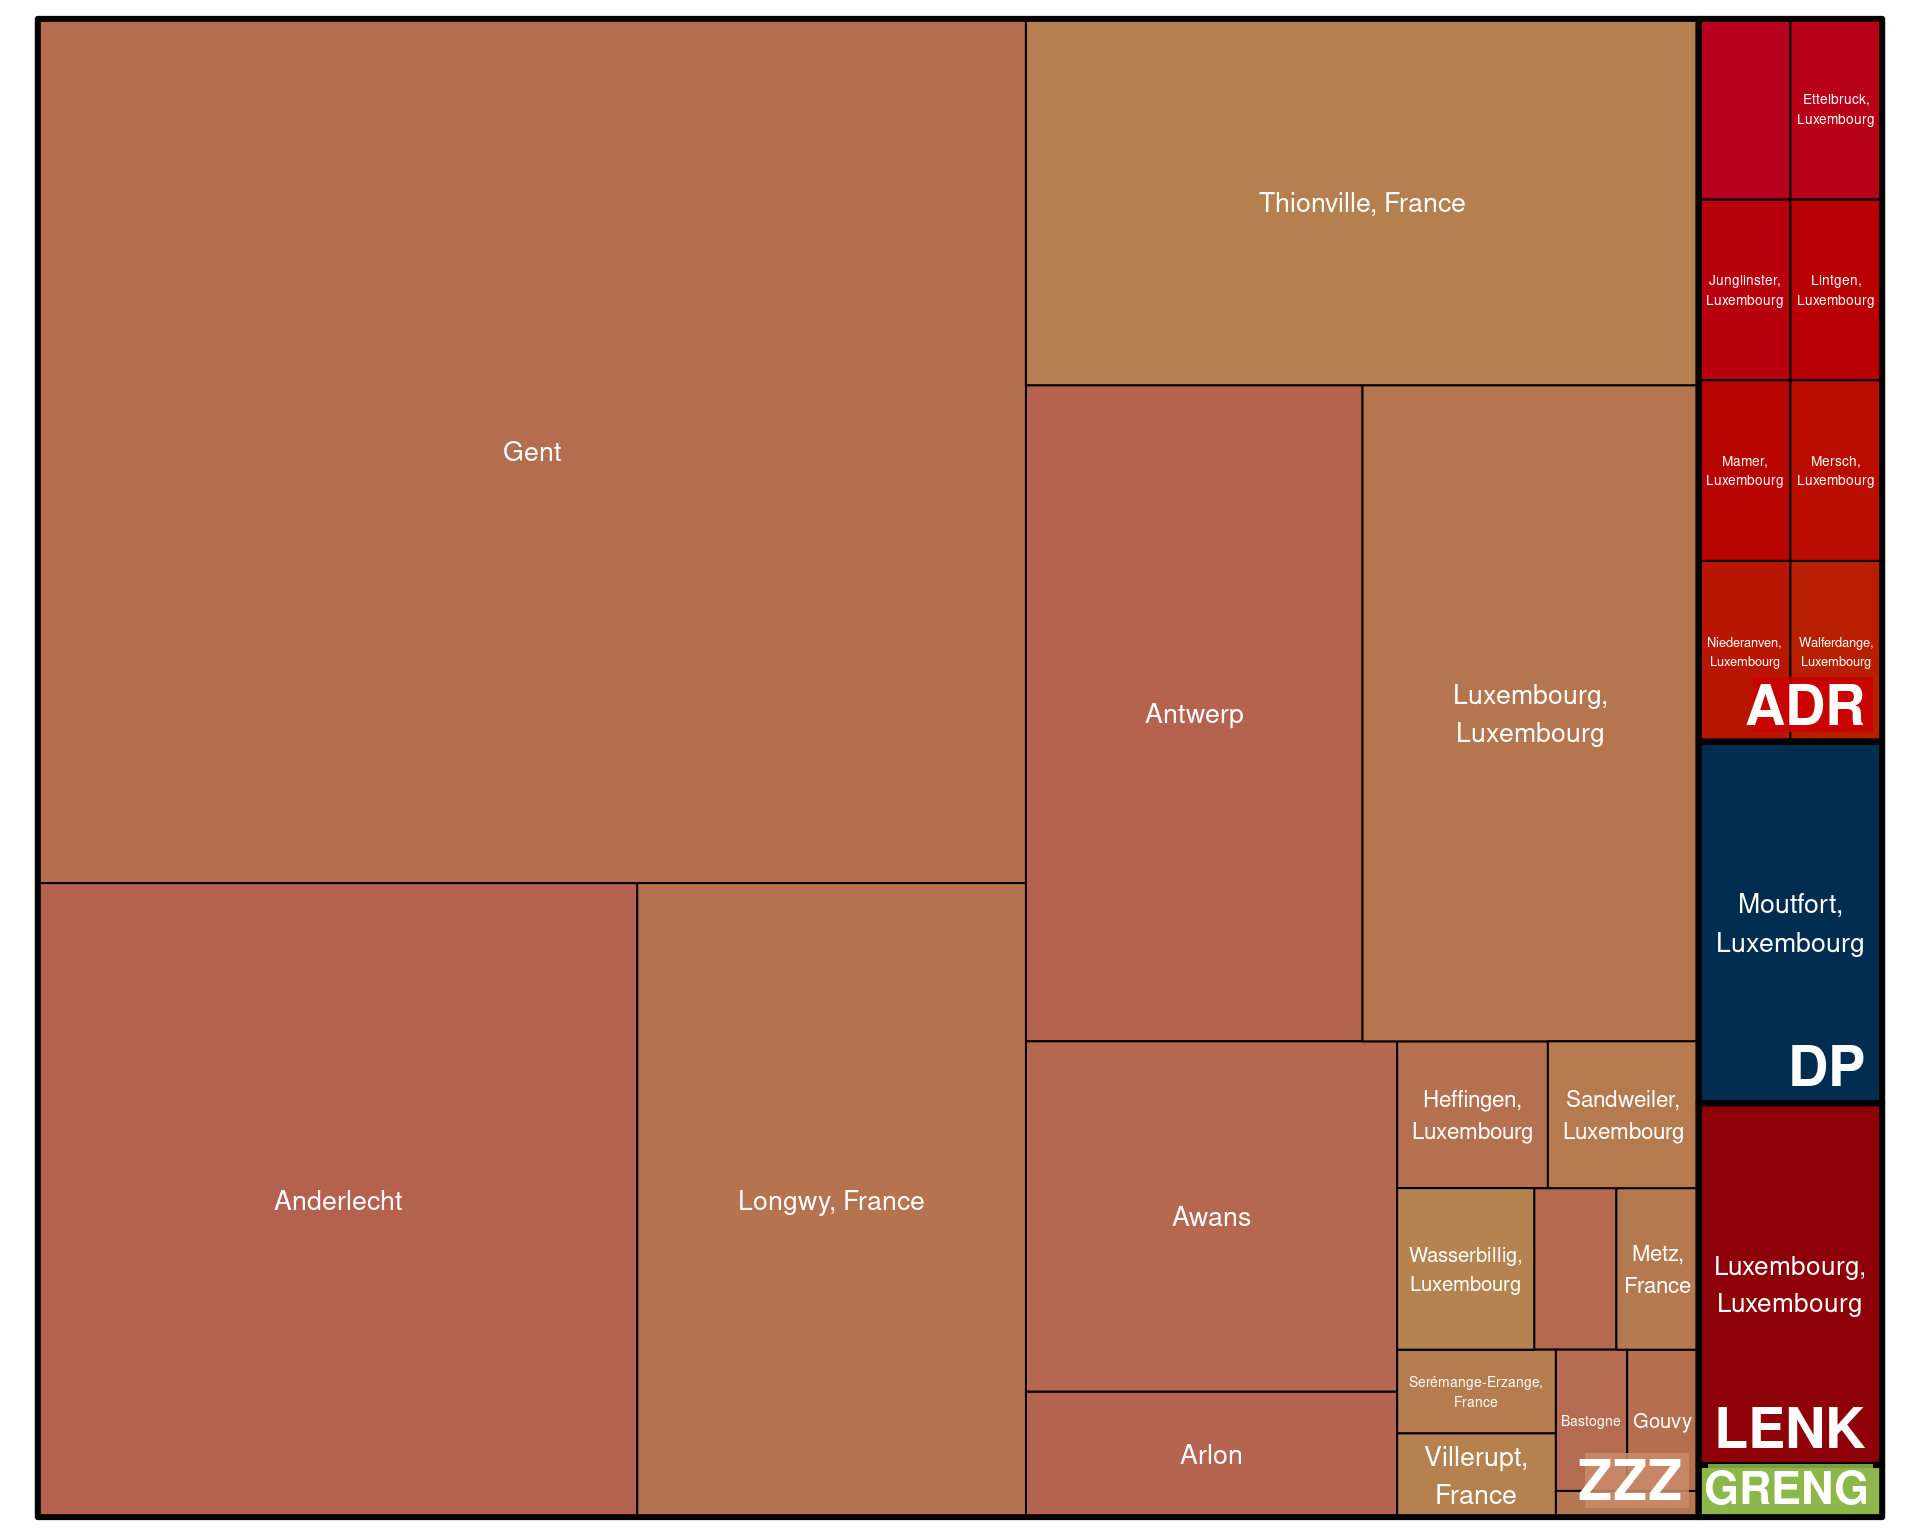 Gent
Thionville, France
Antwerp
Luxembourg,
Luxembourg
Anderlecht
Longwy, France
Awans
Arlon
Heffingen,
Luxembourg
Sandweiler,
Luxembourg
Wasserbillig,
Luxembourg
Metz,
France
Serémange-Erzange,
France
Villerupt,
France
Bastogne
Gouvy
ZZZ
Ettelbruck,
Luxembourg
Junglinster,
Luxembourg
Lintgen,
Luxembourg
Mamer,
Luxembourg
Mersch,
Luxembourg
Niederanven,
Luxembourg
Walferdange,
Luxembourg
ADR
Moutfort,
Luxembourg
DP
Luxembourg,
Luxembourg
LENK
GRENG